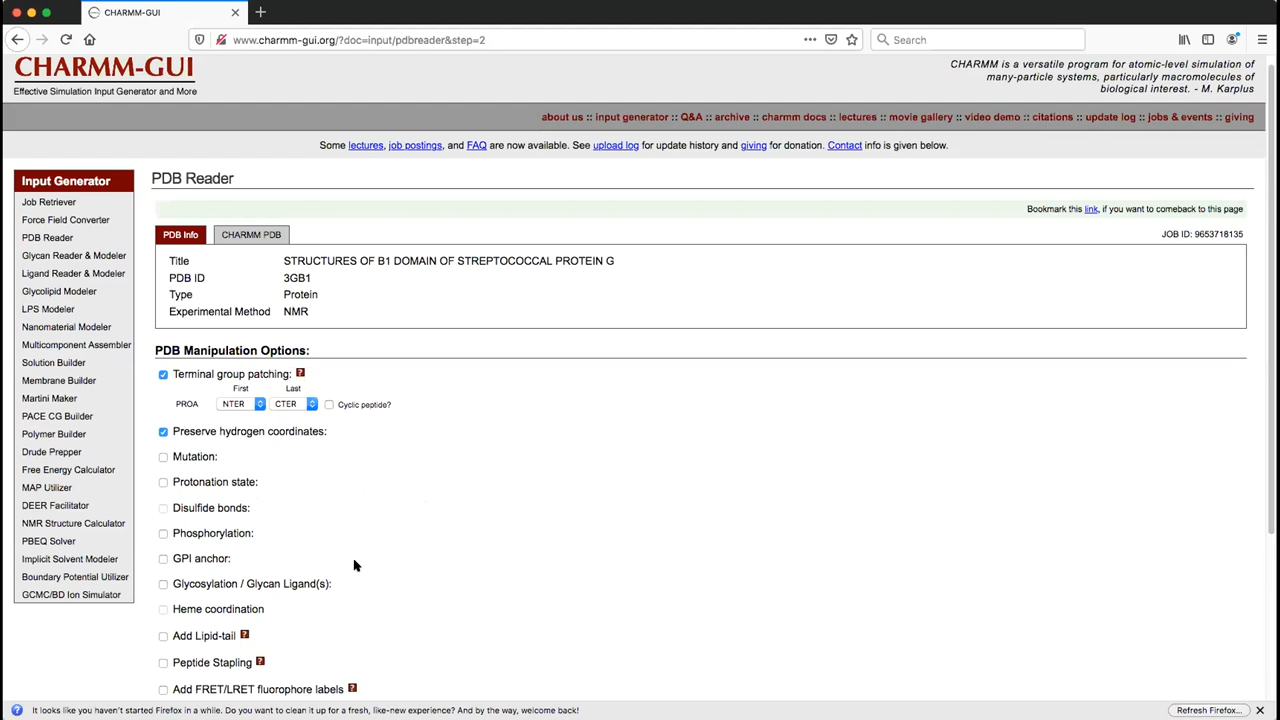 CHARMM-GUI
www.charmm-gui.org/?doc=input/pdbreader&step=2
Search
CHARMM-GUI
Effective Simulation Input Generator and More
CHARMM is a versatile program for atomic-level simulation of
many-particle systems, particularly macromolecules of
biological interest. - M. Karplus
about us :: input generator :: Q&A :: archive :: charmm docs :: lectures :: movie gallery :: video demo :: citations :: update log :: jobs & events :: giving
Some lectures, job postings, and FAQ are now available. See upload log for update history and giving for donation. Contact info is given below.
Input Generator
Job Retriever
Force Field Converter
PDB Reader
Glycan Reader & Modeler
Ligand Reader & Modeler
Glycolipid Modeler
LPS Modeler
Nanomaterial Modeler
Multicomponent Assembler
Solution Builder
Membrane Builder
Martini Maker
PACE CG Builder
Polymer Builder
Drude Prepper
Free Energy Calculator
MAP Utilizer
DEER Facilitator
NMR Structure Calculator
PBEQ Solver
Implicit Solvent Modeler
Boundary Potential Utilizer
GCMC/BD Ion Simulator
PDB Reader
Bookmark this link, if you want to comeback to this page
PDB Info CHARMM PDB
JOB ID: 9653718135
Title STRUCTURES OF B1 DOMAIN OF STREPTOCOCCAL PROTEIN G
PDB ID 3GB1
Type Protein
Experimental Method NMR
PDB Manipulation Options:
Terminal group patching: ?
First Last
PROA NTER CTER Cyclic peptide?
Preserve hydrogen coordinates:
Mutation:
Protonation state:
Disulfide bonds:
Phosphorylation:
GPI anchor:
Glycosylation / Glycan Ligand(s):
Heme coordination
Add Lipid-tail ?
Peptide Stapling ?
Add FRET/LRET fluorophore labels ?
It looks like you haven't started Firefox in a while. Do you want to clean it up for a fresh, like-new experience? And by the way, welcome back!
Refresh Firefox...